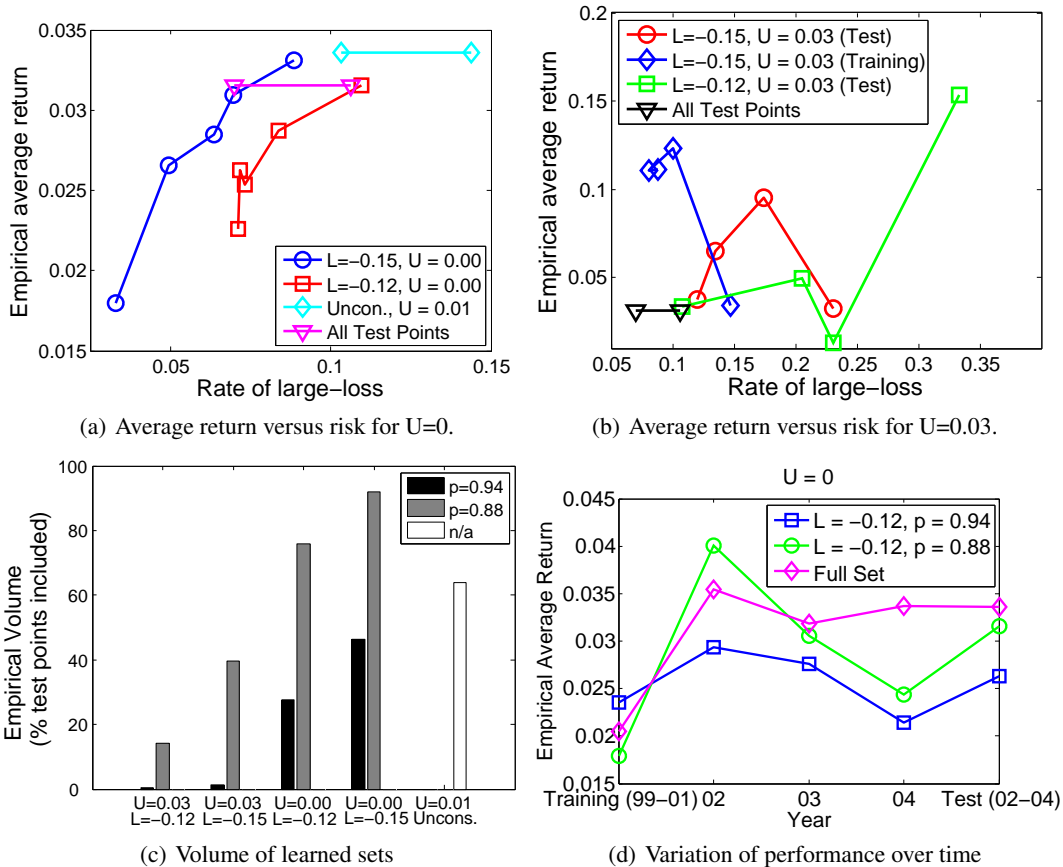 0.035
0.03
0.025
0.02
0.015
Empirical average return
0.05
0.1
0.15
Rate of large−loss
L=−0.15, U = 0.00
L=−0.12, U = 0.00
Uncon., U = 0.01
All Test Points
(a) Average return versus risk for U=0.
0.2
0.15
0.1
0.05
Empirical average return
L=−0.15, U = 0.03 (Test)
L=−0.15, U = 0.03 (Training)
L=−0.12, U = 0.03 (Test)
All Test Points
0.05 0.1 0.15 0.2 0.25 0.3 0.35
Rate of large−loss
(b) Average return versus risk for U=0.03.
100
80
60
40
20
0
Empirical Volume
(% test points included)
p=0.94
p=0.88
n/a
U=0.03 U=0.03 U=0.00 U=0.00 U=0.01
L=−0.12 L=−0.15 L=−0.12 L=−0.15 Uncons.
(c) Volume of learned sets
U = 0
0.045
0.04
0.035
0.03
0.025
0.02
0.015
Empirical Average Return
L = −0.12, p = 0.94
L = −0.12, p = 0.88
Full Set
Training (99−01) 02 03 04 Test (02−04)
Year
(d) Variation of performance over time